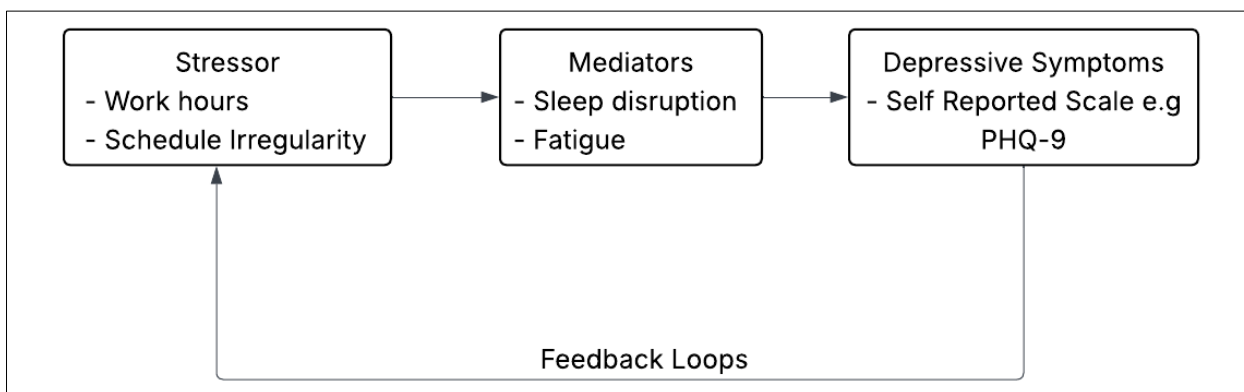 Stressor
- Work hours
- Schedule Irregularity
Mediators
- Sleep disruption
- Fatigue
Depressive Symptoms
- Self Reported Scale e.g
PHQ-9
Feedback Loops